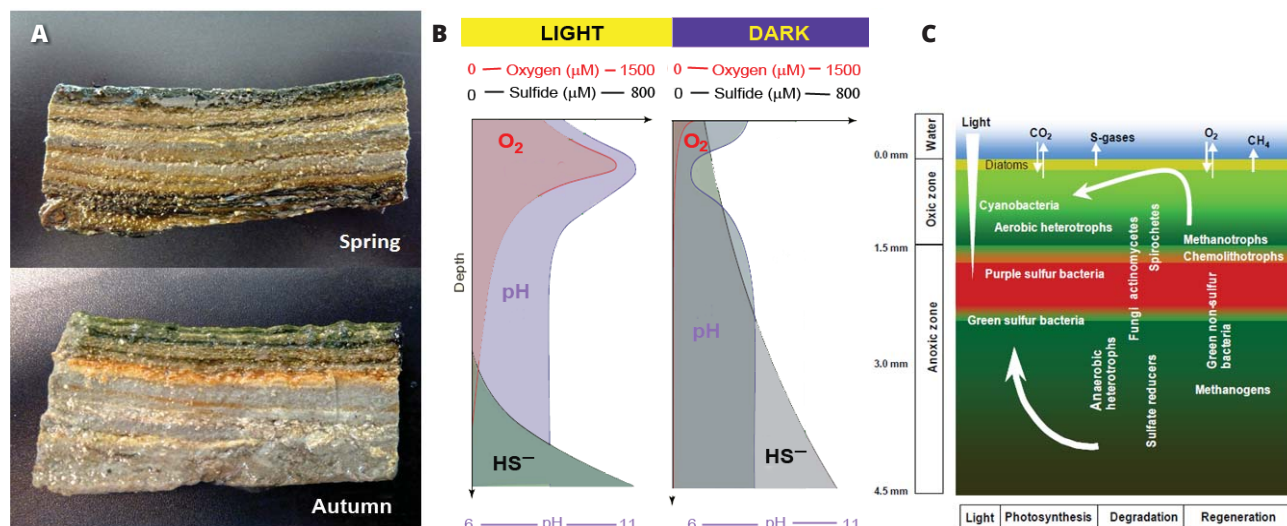 A
Spring
Autumn
B
LIGHT
DARK
0 — Oxygen (μM) — 1500
0 — Sulfide (μM) — 800
0 — Oxygen (μM) — 1500
0 — Sulfide (μM) — 800
O2
pH
HS–
Depth
6 — pH — 11
O2
pH
HS–
6 — pH — 11
C
Water
Oxic zone
Anoxic zone
0.0 mm
1.5 mm
3.0 mm
4.5 mm
Light
CO2
S-gases
O2
CH4
Diatoms
Cyanobacteria
Aerobic heterotrophs
Methanotrophs
Chemolithotrophs
Purple sulfur bacteria
Green sulfur bacteria
Fungi actinomycetes
Spirochetes
Green non-sulfur
bacteria
Anaerobic
heterotrophs
Sulfate reducers
Methanogens
Light
Photosynthesis
Degradation
Regeneration